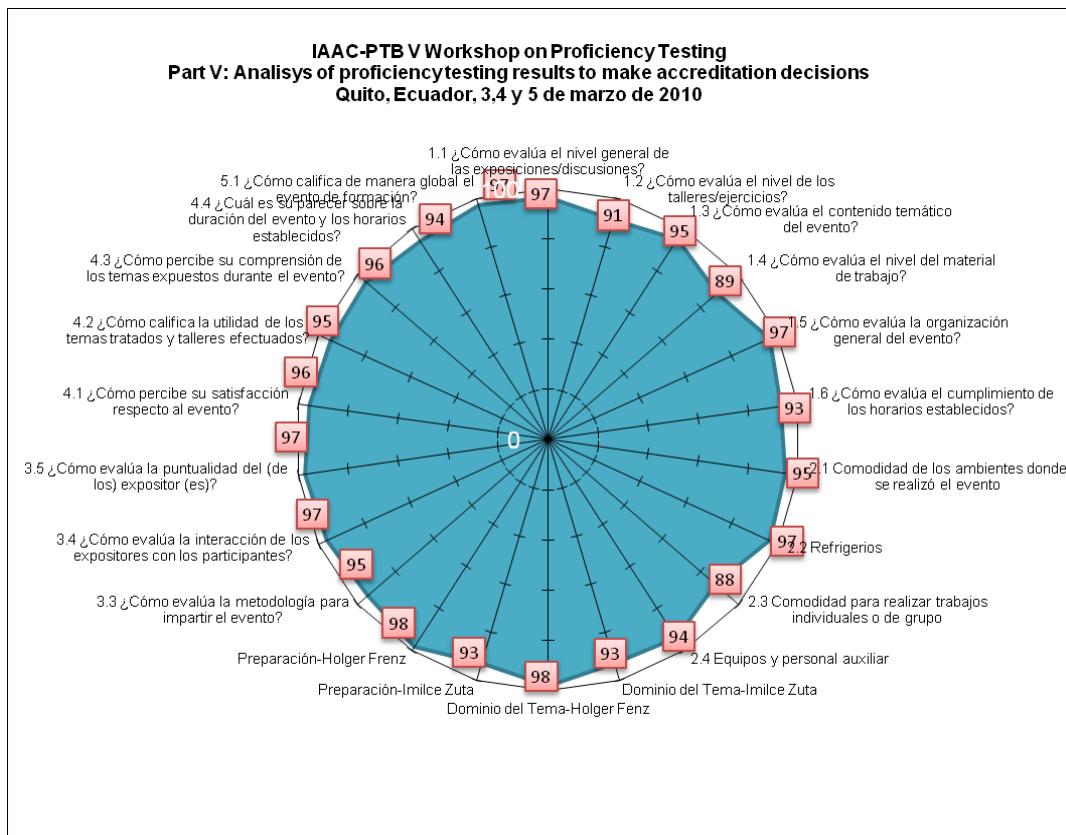 IAAC-PTB V Workshop on Proficiency Testing
Part V: Analisys of proficiency testing results to make accreditation decisions
Quito, Ecuador, 3,4 y 5 de marzo de 2010
1.1 ¿Cómo evalúa el nivel general de
las exposiciones/discusiones?
1.2 ¿Cómo evalúa el nivel de los
talleres/ejercicios?
1.3 ¿Cómo evalúa el contenido temático
del evento?
1.4 ¿Cómo evalúa el nivel del material
de trabajo?
1.5 ¿Cómo evalúa la organización
general del evento?
1.6 ¿Cómo evalúa el cumplimiento de
los horarios establecidos?
2.1 Comodidad de los ambientes donde
se realizó el evento
2.2 Refrigerios
2.3 Comodidad para realizar trabajos
individuales o de grupo
2.4 Equipos y personal auxiliar
Dominio del Tema-Imilce Zuta
Dominio del Tema-Holger Fenz
Preparación-Imilce Zuta
Preparación-Holger Frenz
3.3 ¿Cómo evalúa la metodología para
impartir el evento?
3.4 ¿Cómo evalúa la interacción de los
expositores con los participantes?
3.5 ¿Cómo evalúa la puntualidad del (de
los) expositor (es)?
4.1 ¿Cómo percibe su satisfacción
respecto al evento?
4.2 ¿Cómo califica la utilidad de los
temas tratados y talleres efectuados?
4.3 ¿Cómo percibe su comprensión de
los temas expuestos durante el evento?
4.4 ¿Cuál es su parecer sobre la
duración del evento y los horarios
establecidos?
5.1 ¿Cómo califica de manera global el
evento de formación?
97
91
95
89
97
93
95
97
88
94
93
98
93
98
95
97
97
96
95
96
94
97
100
0